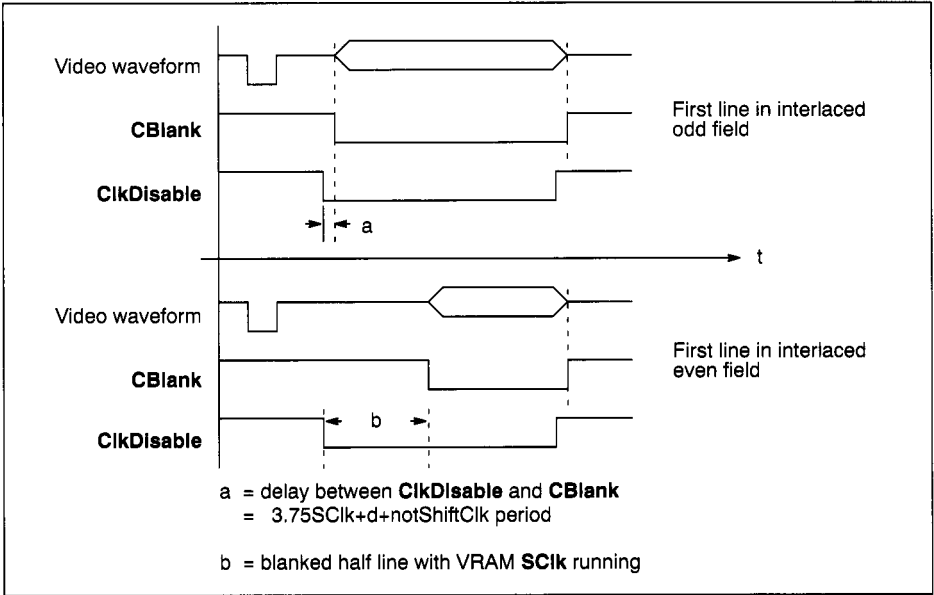 Video waveform
CBlank
First line in interlaced
odd field
ClkDisable
a
t
Video waveform
CBlank
First line in interlaced
even field
b
ClkDisable
a = delay between ClkDisable and CBlank
= 3.75SClk+d+notShiftClk period
b = blanked half line with VRAM SClk running